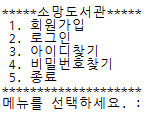 *****소망도서관*****
1. 회원가입
2. 로그인
3. 아이디찾기
4. 비밀번호찾기
5. 종료
********************
메뉴를 선택하세요. :